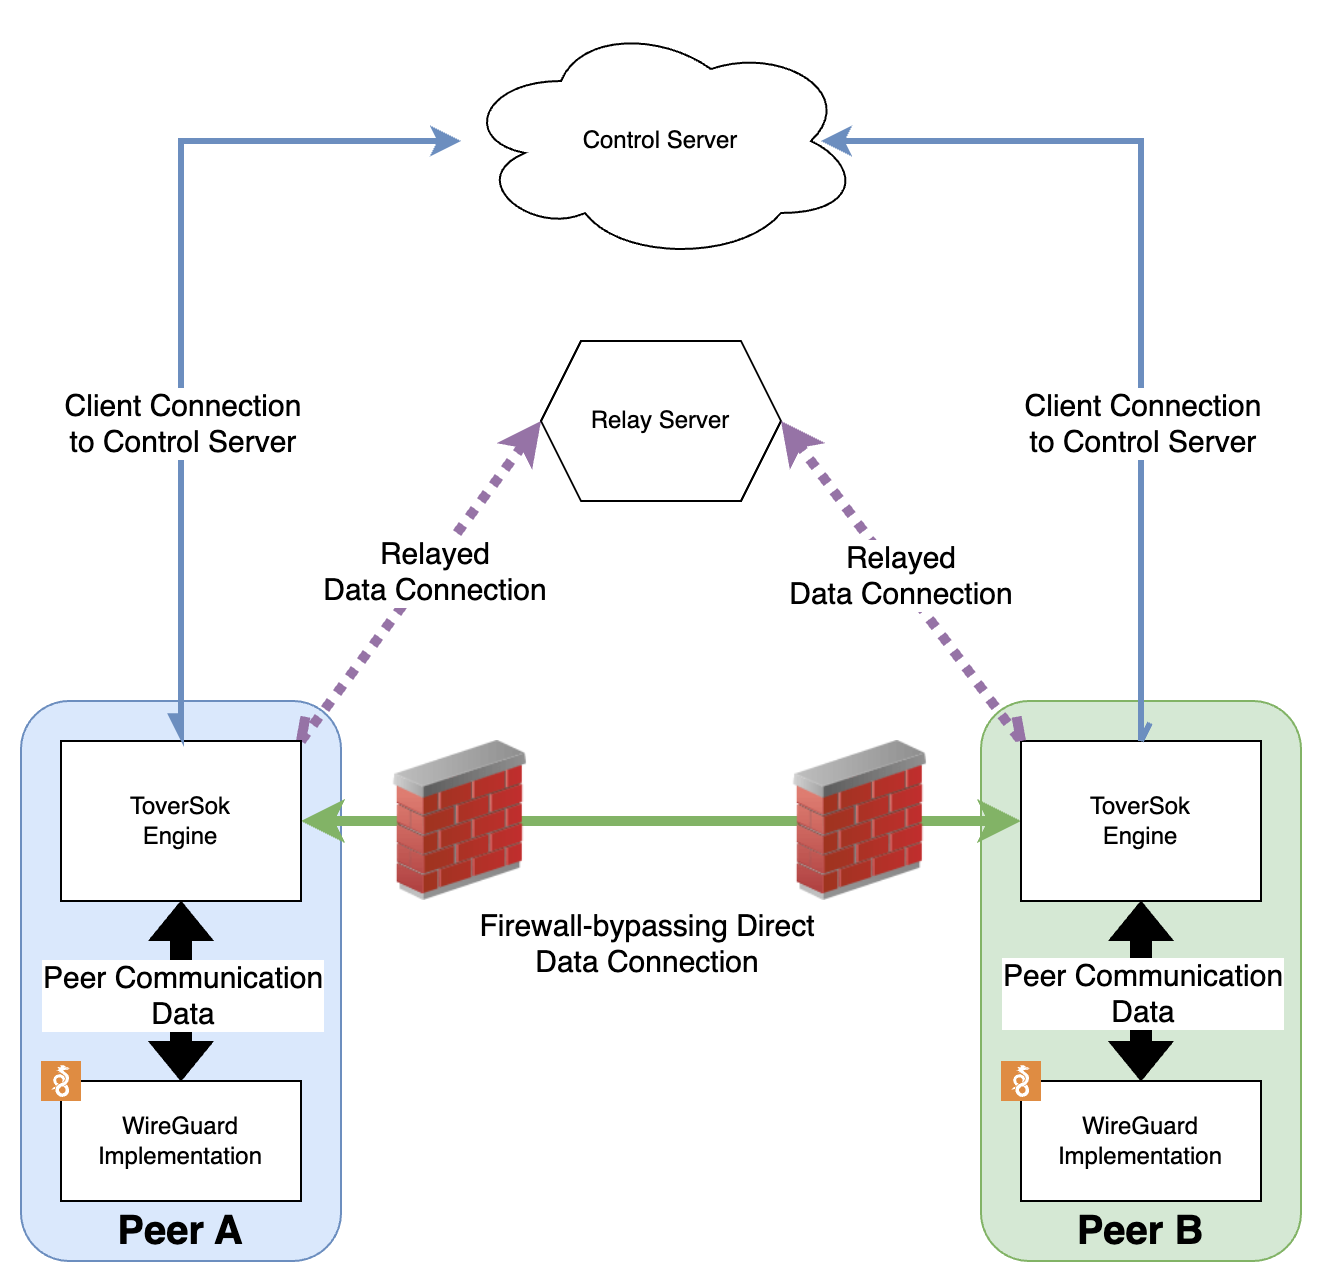 Control Server
Relay Server
Client Connection
to Control Server
Client Connection
to Control Server
Relayed
Data Connection
Relayed
Data Connection
ToverSok
Engine
ToverSok
Engine
Firewall-bypassing Direct
Data Connection
Peer Communication
Data
Peer Communication
Data
WireGuard
Implementation
WireGuard
Implementation
Peer A
Peer B